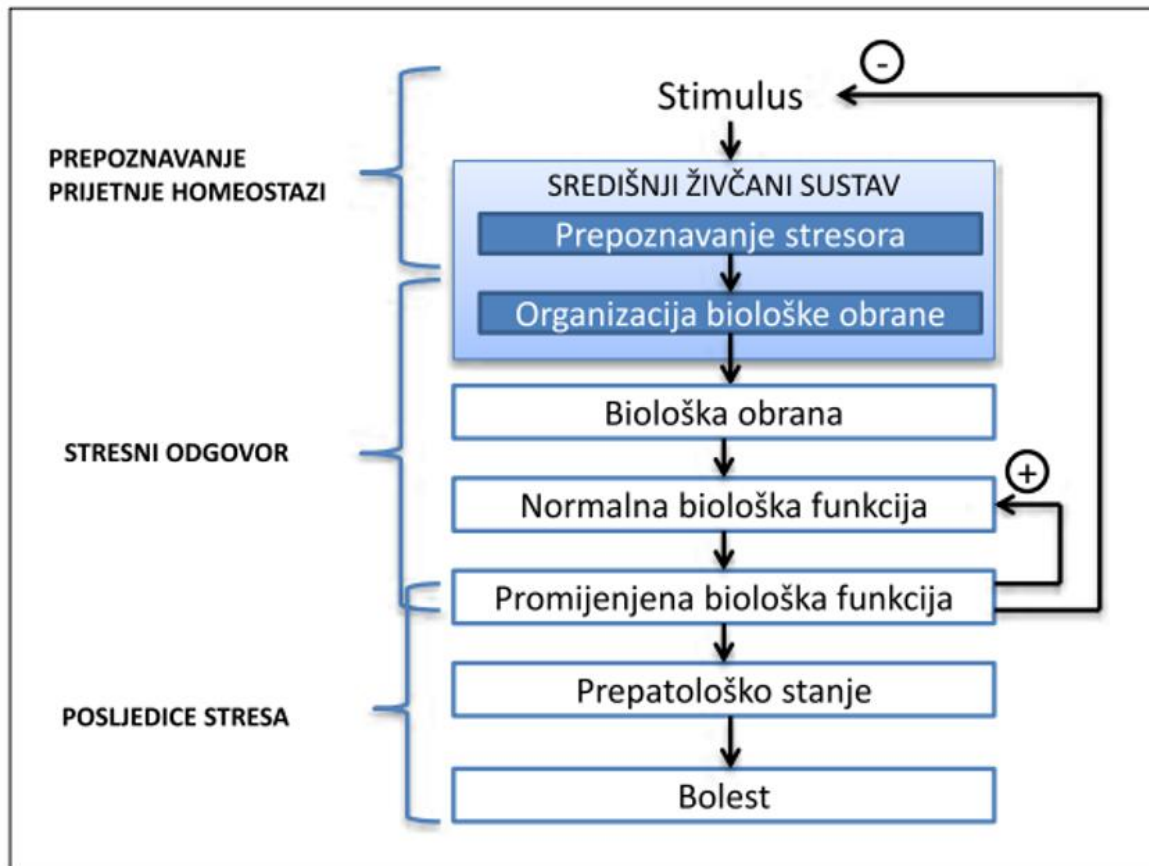 -
Stimulus
PREPOZNAVANJE
PRIJETNJE HOMEOSTAZI
SREDIŠNJI ŽIVČANI SUSTAV
Prepoznavanje stresora
Organizacija biološke obrane
STRESNI ODGOVOR
Biološka obrana
+
Normalna biološka funkcija
Promijenjena biološka funkcija
POSLJEDICE STRESA
Prepatološko stanje
Bolest